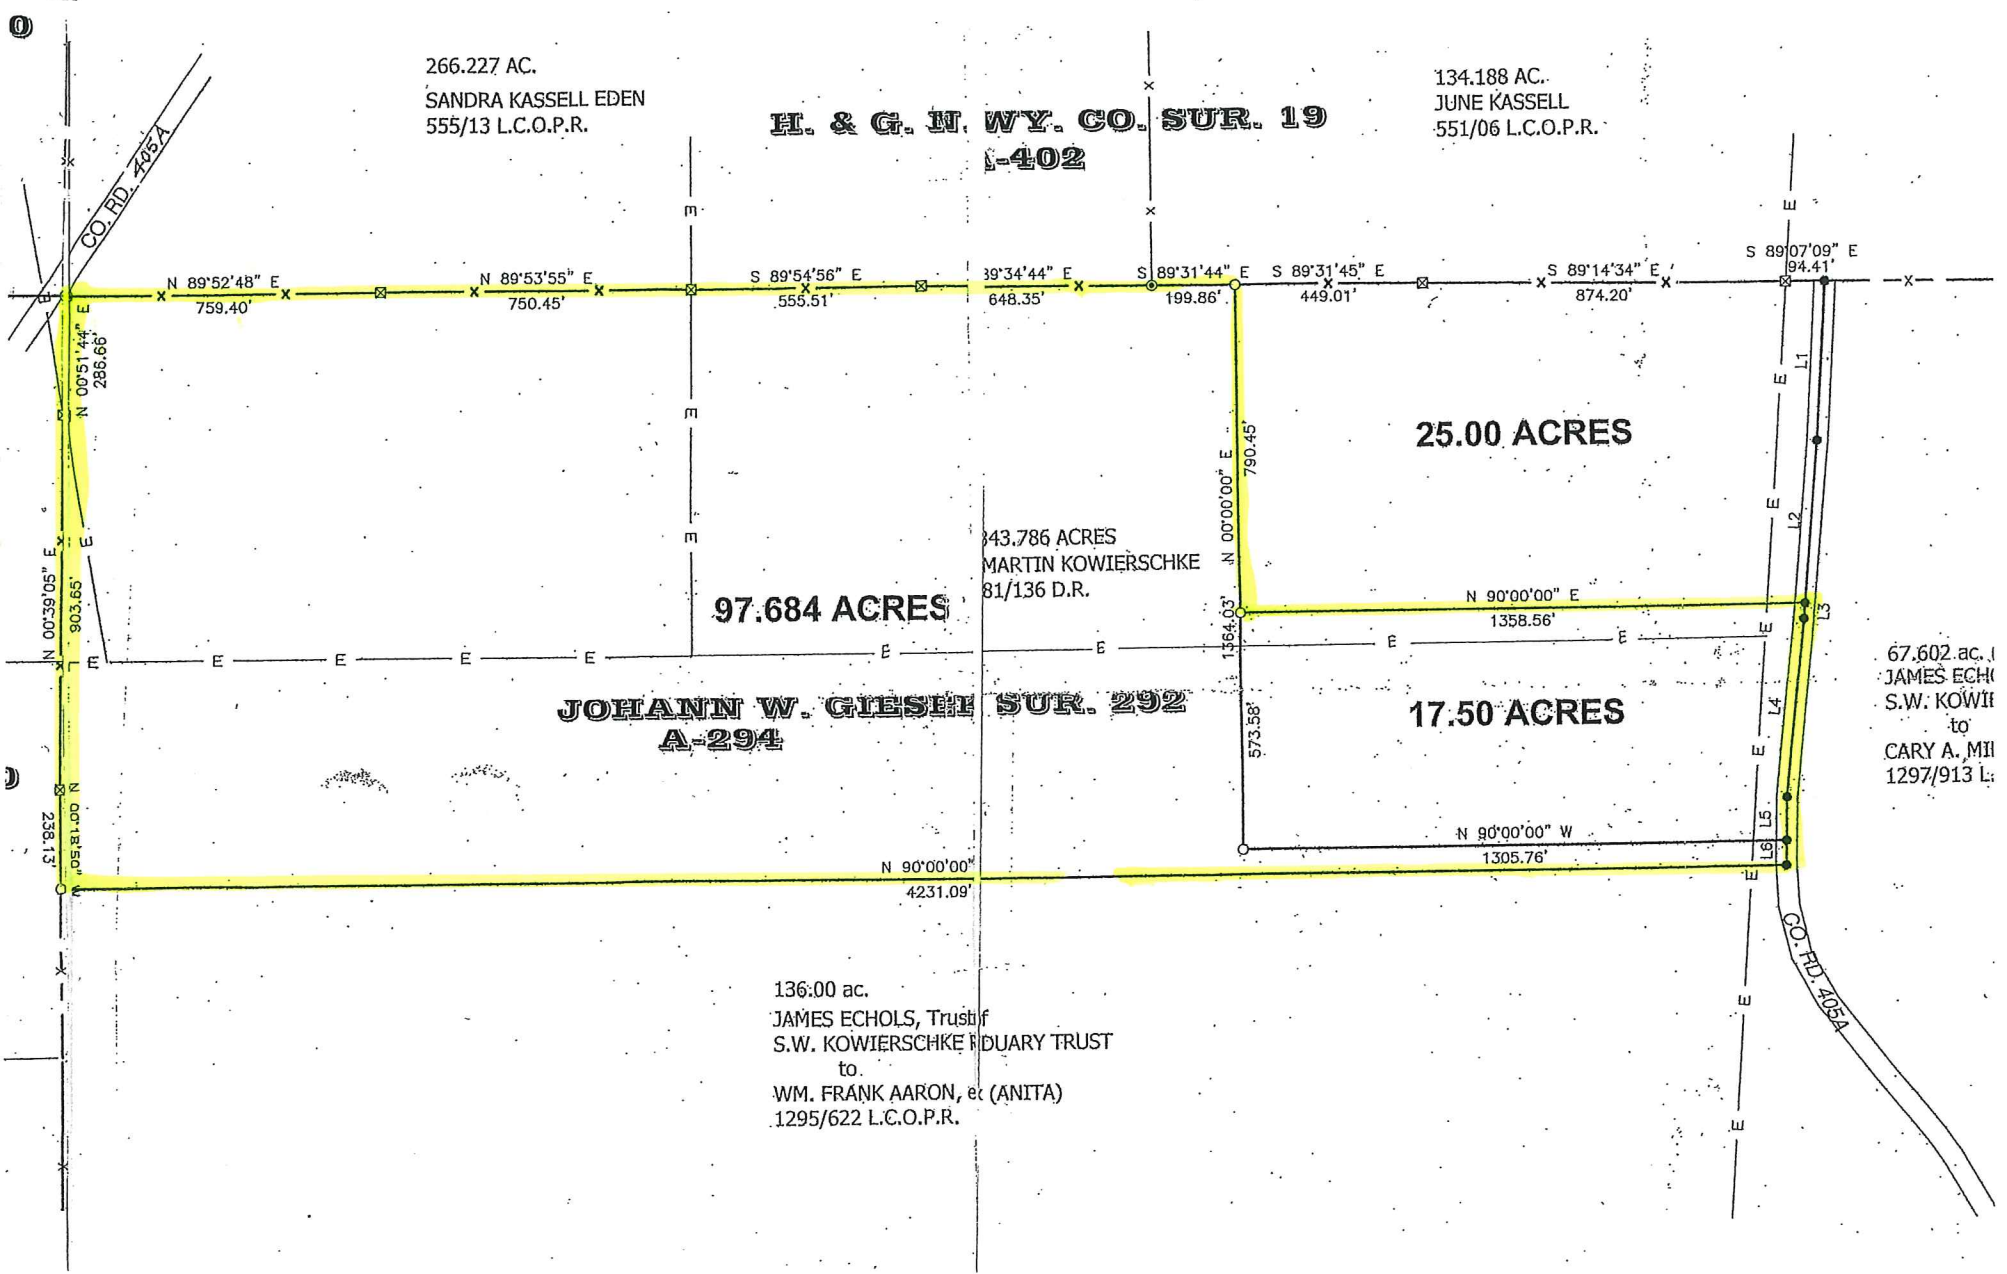 266.227 AC.
SANDRA KASSELL EDEN
555/13 L.C.O.P.R.
H. & G. N. WY. CO. SUR. 19
-402
134.188 AC.
JUNE KASSELL
551/06 L.C.O.P.R.
CO. RD. 405A
N 89°52'48" E
759.40'
N 89°53'55" E
750.45'
S 89°54'56" E
555.51'
39°34'44" E
648.35'
S 89°31'44" E
199.86'
S 89°31'45" E
449.01'
S 89°14'34" E
874.20'
S 89°07'09" E
94.41'
N 00°51'44" E
286.66'
N 00°39'05" E
903.65'
N 00°18'50" W
238.13'
N 00°00'00" E
790.45'
1364.03'
573.58'
25.00 ACRES
L1
L2
L3
L4
L5
L6
343.786 ACRES
MARTIN KOWIERSCHKE
81/136 D.R.
97.684 ACRES
N 90°00'00" E
1358.56'
JOHANN W. GIESE SUR. 292
A-294
17.50 ACRES
67.602 ac.
JAMES ECH
S.W. KOWI
to
CARY A. MI
1297/913 L
N 90°00'00" W
1305.76'
N 90°00'00"
4231.09'
CO. RD. 405A
136.00 ac.
JAMES ECHOLS, Trust f
S.W. KOWIERSCHKE DUARY TRUST
to
WM. FRANK AARON, (ANITA)
1295/622 L.C.O.P.R.
E E E E E E E E E E E E E E E E E E E E E E